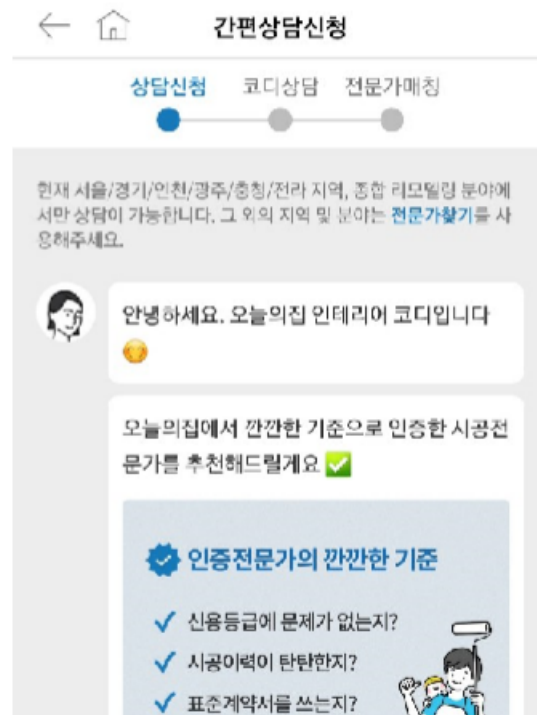 간편상담신청
상담신청 코디상담 전문가매칭
현재 서울/경기/인천/광주/충청/전라 지역, 종합 리모델링 분야에
서만 상담이 가능합니다. 그 외의 지역 및 분야는 전문가찾기를 사
용해주세요.
안녕하세요. 오늘의집 인테리어 코디입니다
오늘의집에서 깐깐한 기준으로 인증한 시공전
문가를 추천해드릴게요 ✅
인증전문가의 깐깐한 기준
신용등급에 문제가 없는지?
시공이력이 탄탄한지?
표준계약서를 쓰는지?